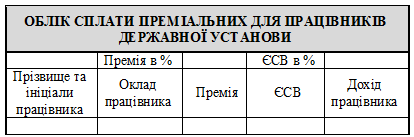 ОБЛІК СПЛАТИ ПРЕМІАЛЬНИХ ДЛЯ ПРАЦІВНИКІВ
ДЕРЖАВНОЇ УСТАНОВИ
Премія в % ЄСВ в %
Прізвище та ініціали працівника Оклад працівника Премія ЄСВ Дохід працівника